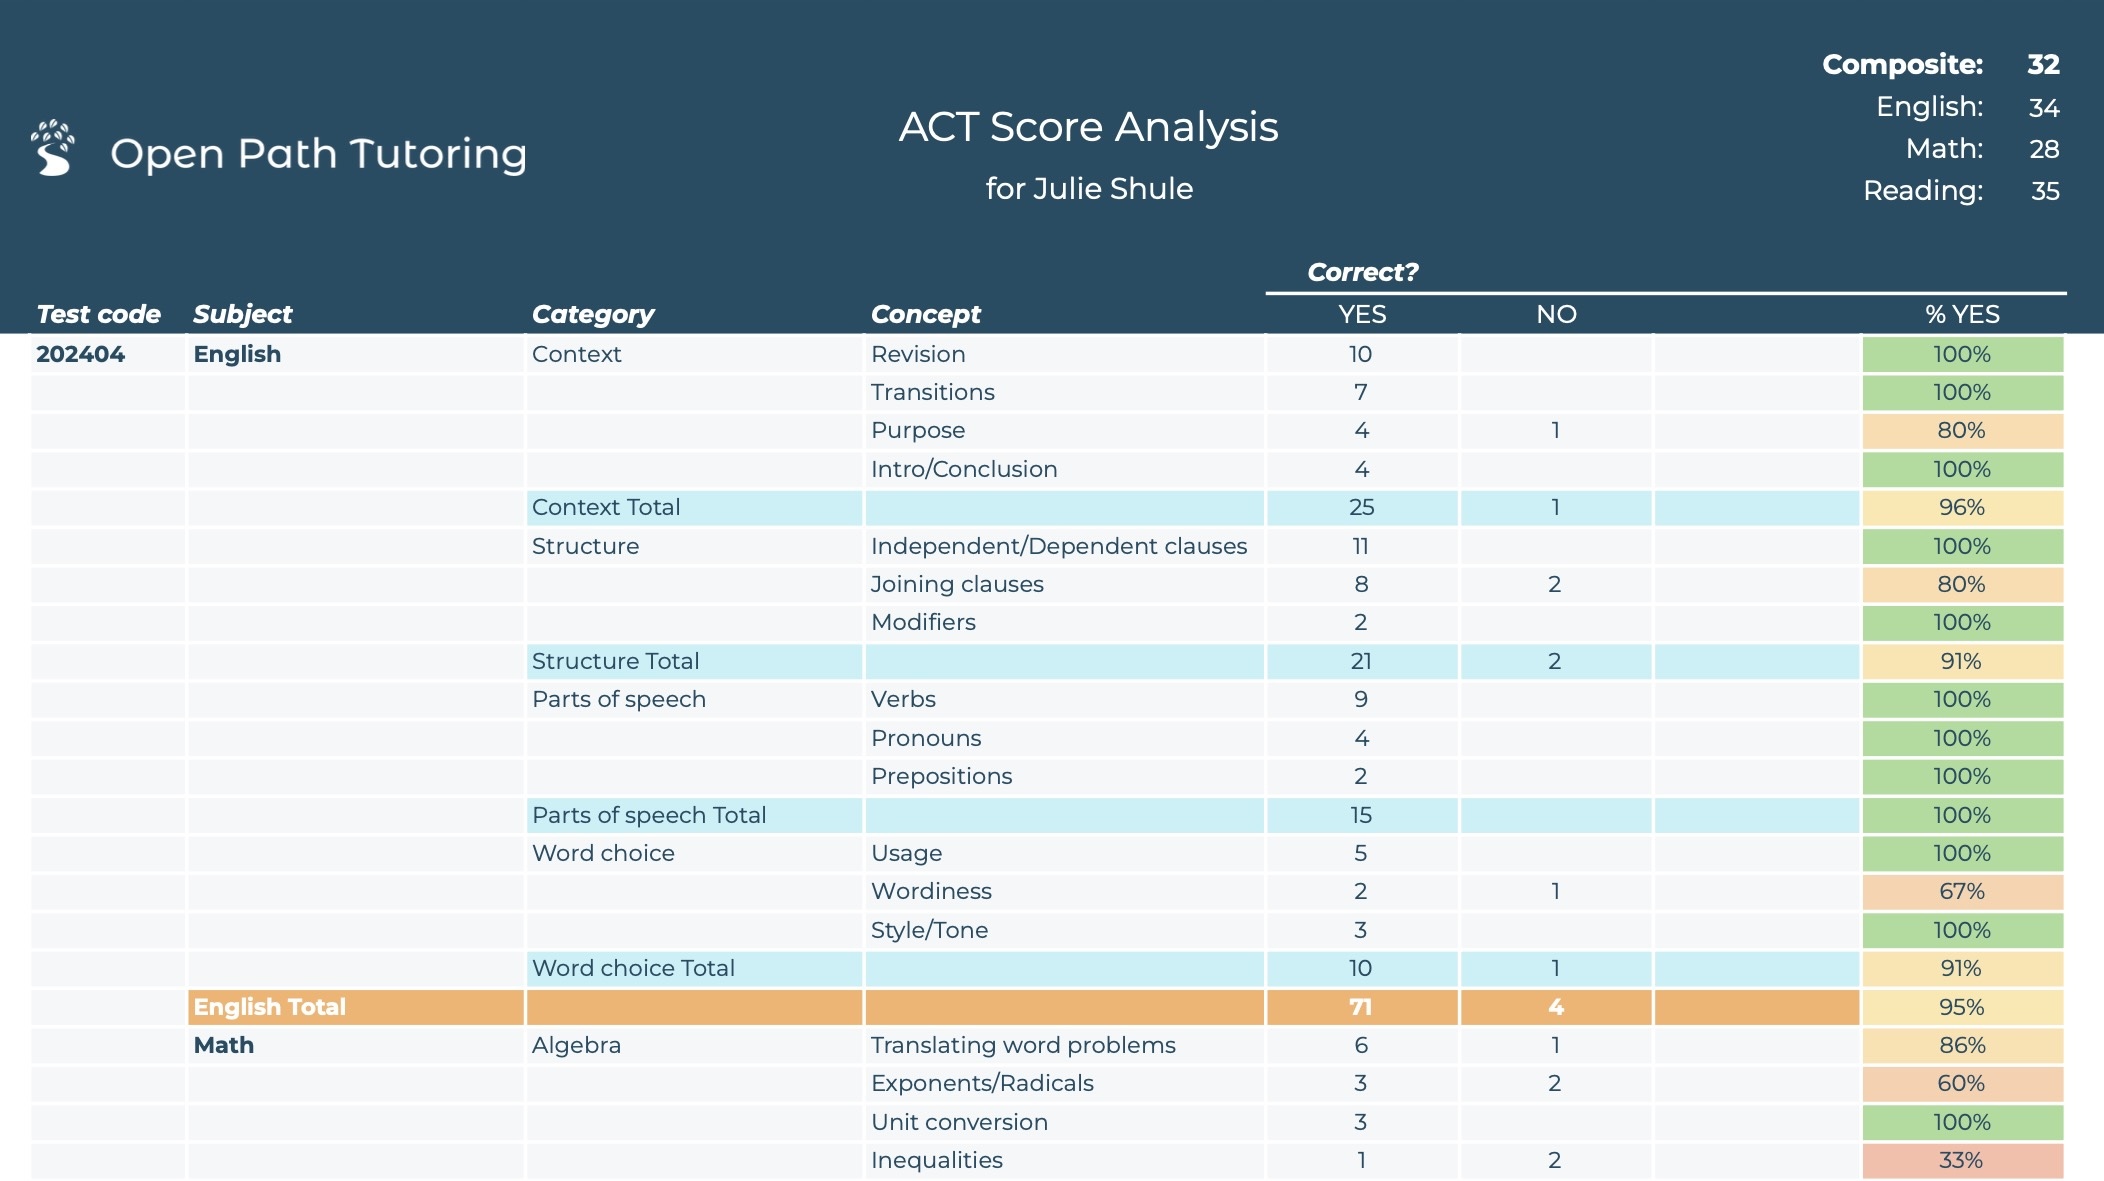 Open Path Tutoring
ACT Score Analysis
for Julie Shule
Composite: 32
English: 34
Math: 28
Reading: 35
Correct?
Test code Subject Category Concept YES NO % YES
202404 English Context Revision 10 100%
Transitions 7 100%
Purpose 4 1 80%
Intro/Conclusion 4 100%
Context Total 25 1 96%
Structure Independent/Dependent clauses 11 100%
Joining clauses 8 2 80%
Modifiers 2 100%
Structure Total 21 2 91%
Parts of speech Verbs 9 100%
Pronouns 4 100%
Prepositions 2 100%
Parts of speech Total 15 100%
Word choice Usage 5 100%
Wordiness 2 1 67%
Style/Tone 3 100%
Word choice Total 10 1 91%
English Total 71 4 95%
Math Algebra Translating word problems 6 1 86%
Exponents/Radicals 3 2 60%
Unit conversion 3 100%
Inequalities 1 2 33%